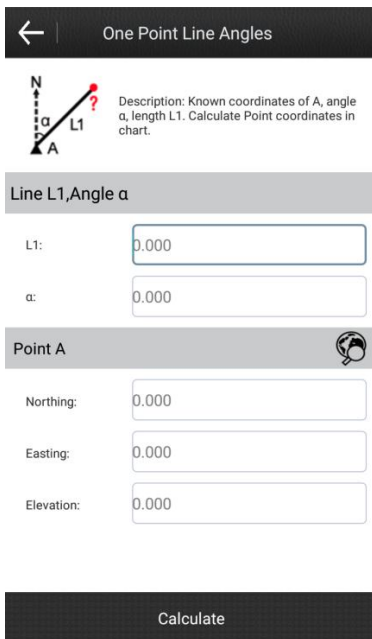 One Point Line Angles
N
?
α
L1
A
Description: Known coordinates of A, angle
α, length L1. Calculate Point coordinates in
chart.
Line L1,Angle α
L1:
0.000
α:
0.000
Point A
Northing:
0.000
Easting:
0.000
Elevation:
0.000
Calculate